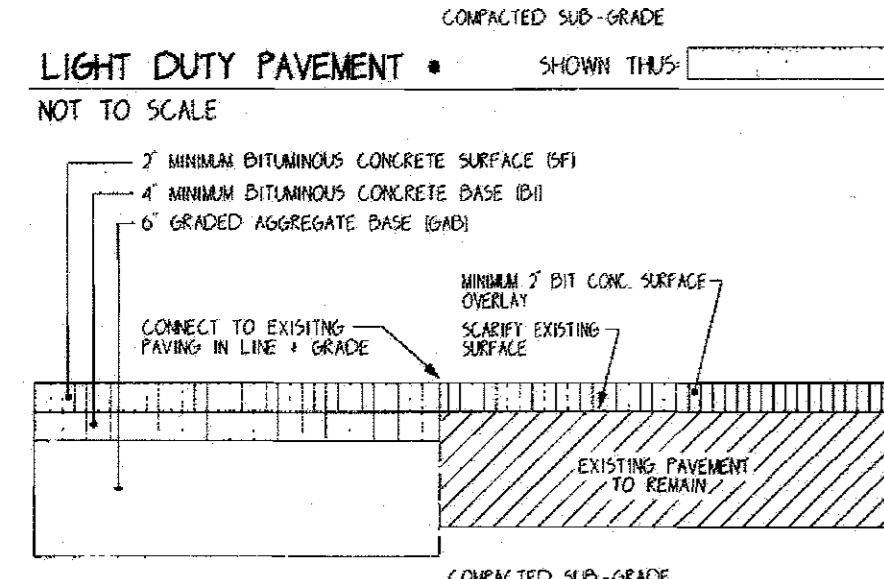 COMPACTED SUB-GRADE
LIGHT DUTY PAVEMENT •
SHOWN THUS:
NOT TO SCALE
2" MINIMUM BITUMINOUS CONCRETE SURFACE (SF)
4" MINIMUM BITUMINOUS CONCRETE BASE (BI)
6" GRADED AGGREGATE BASE (GAB)
MINIMUM 2" BIT CONC. SURFACE
OVERLAY
CONNECT TO EXISITNG
PAVING IN LINE + GRADE
SCARIFY EXISTING
SURFACE
EXISTING PAVEMENT
TO REMAIN
COMPACTED SUB-GRADE